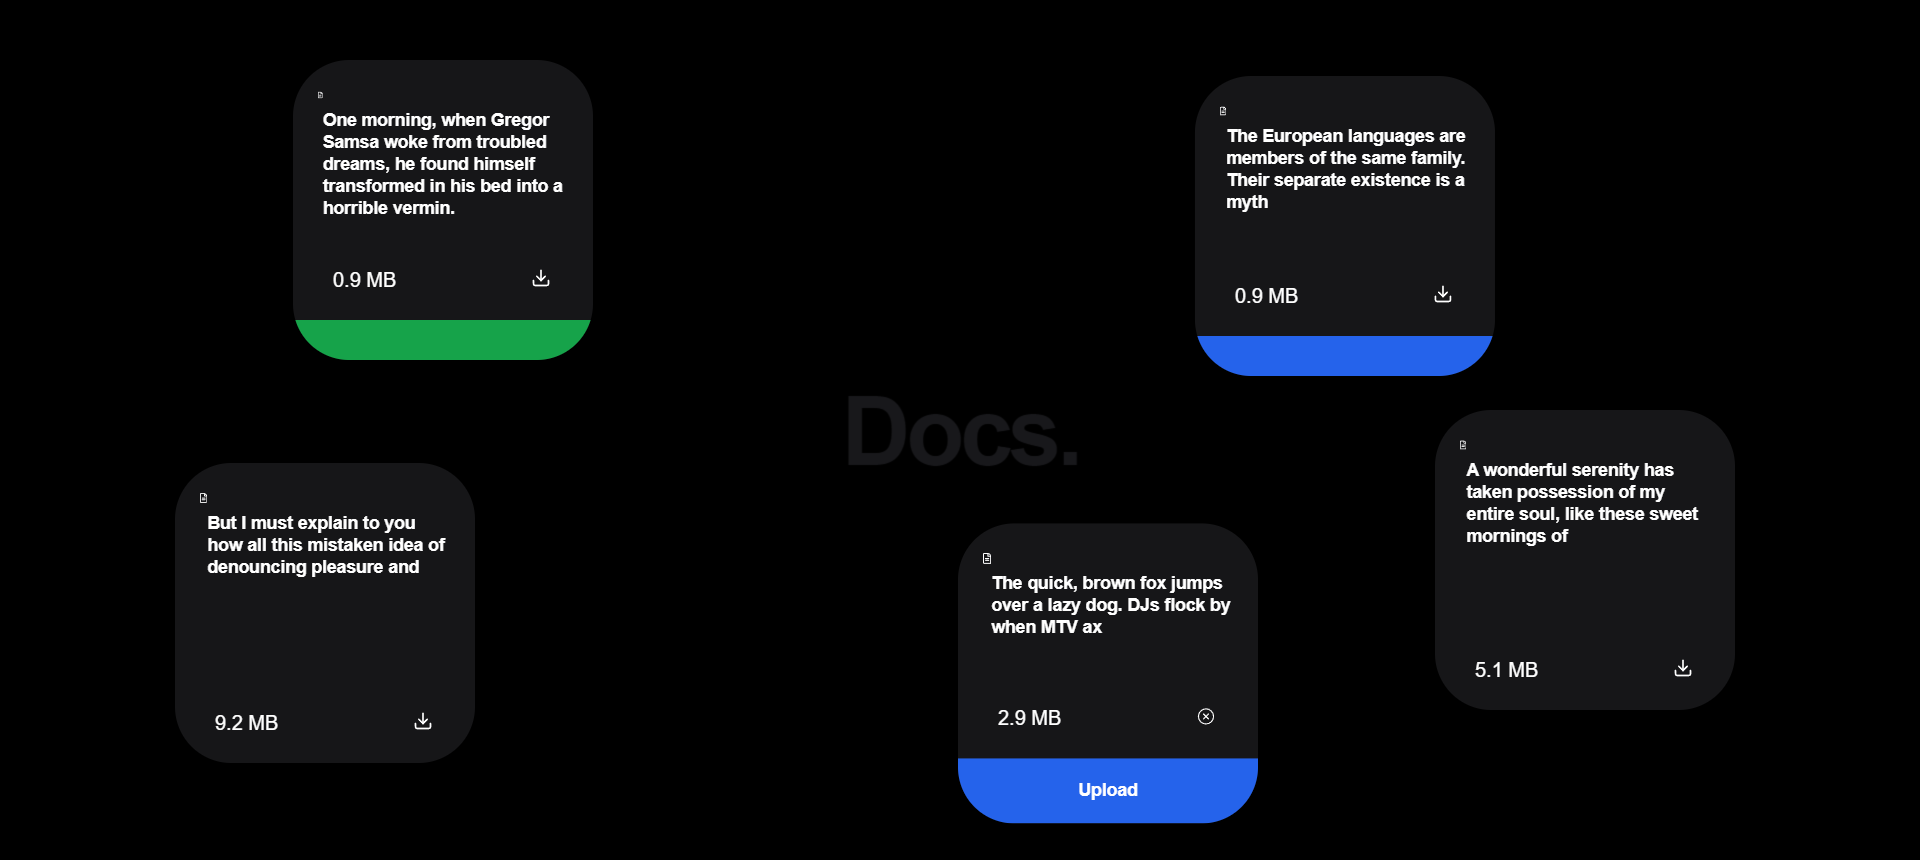 One morning, when Gregor
Samsa woke from troubled
dreams, he found himself
transformed in his bed into a
horrible vermin.
0.9 MB
The European languages are
members of the same family.
Their separate existence is a
myth
0.9 MB
Docs.
But I must explain to you
how all this mistaken idea of
denouncing pleasure and
9.2 MB
The quick, brown fox jumps
over a lazy dog. DJs flock by
when MTV ax
2.9 MB
Upload
A wonderful serenity has
taken possession of my
entire soul, like these sweet
mornings of
5.1 MB